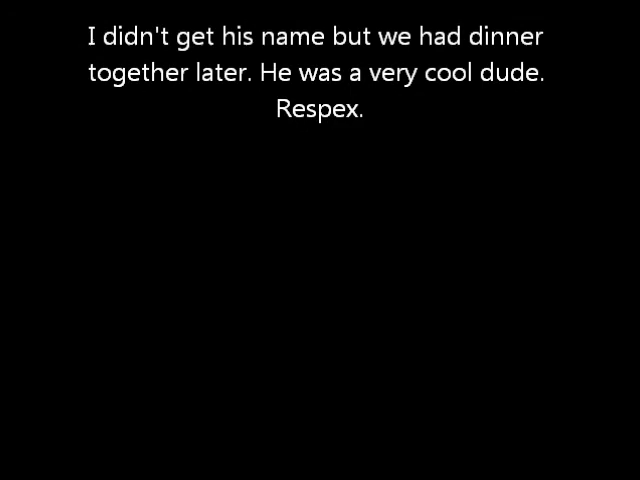 I didn't get his name but we had dinner
together later. He was a very cool dude.
Respex.